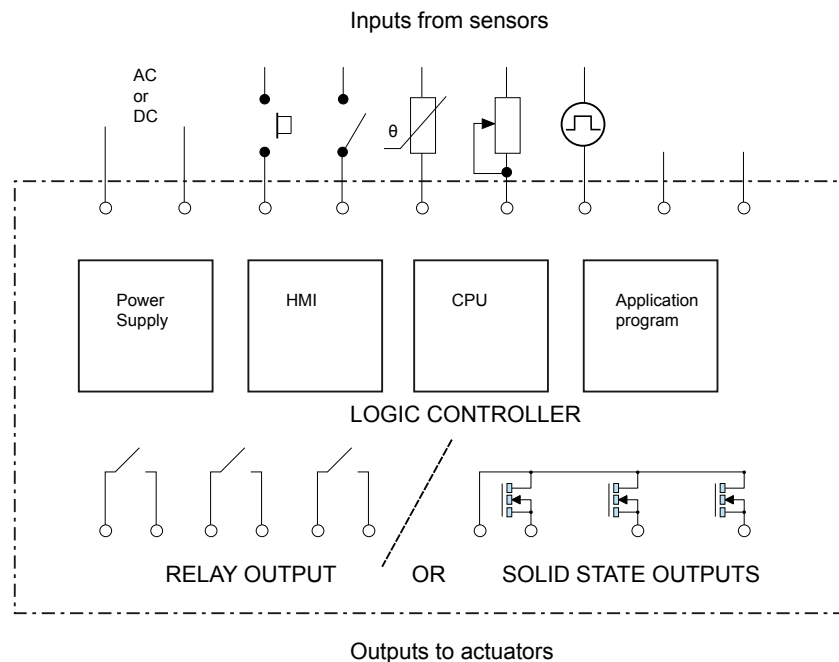 Inputs from sensors
AC
or
DC
θ
Power
Supply
HMI
CPU
Application
program
LOGIC CONTROLLER
RELAY OUTPUT
OR
SOLID STATE OUTPUTS
Outputs to actuators